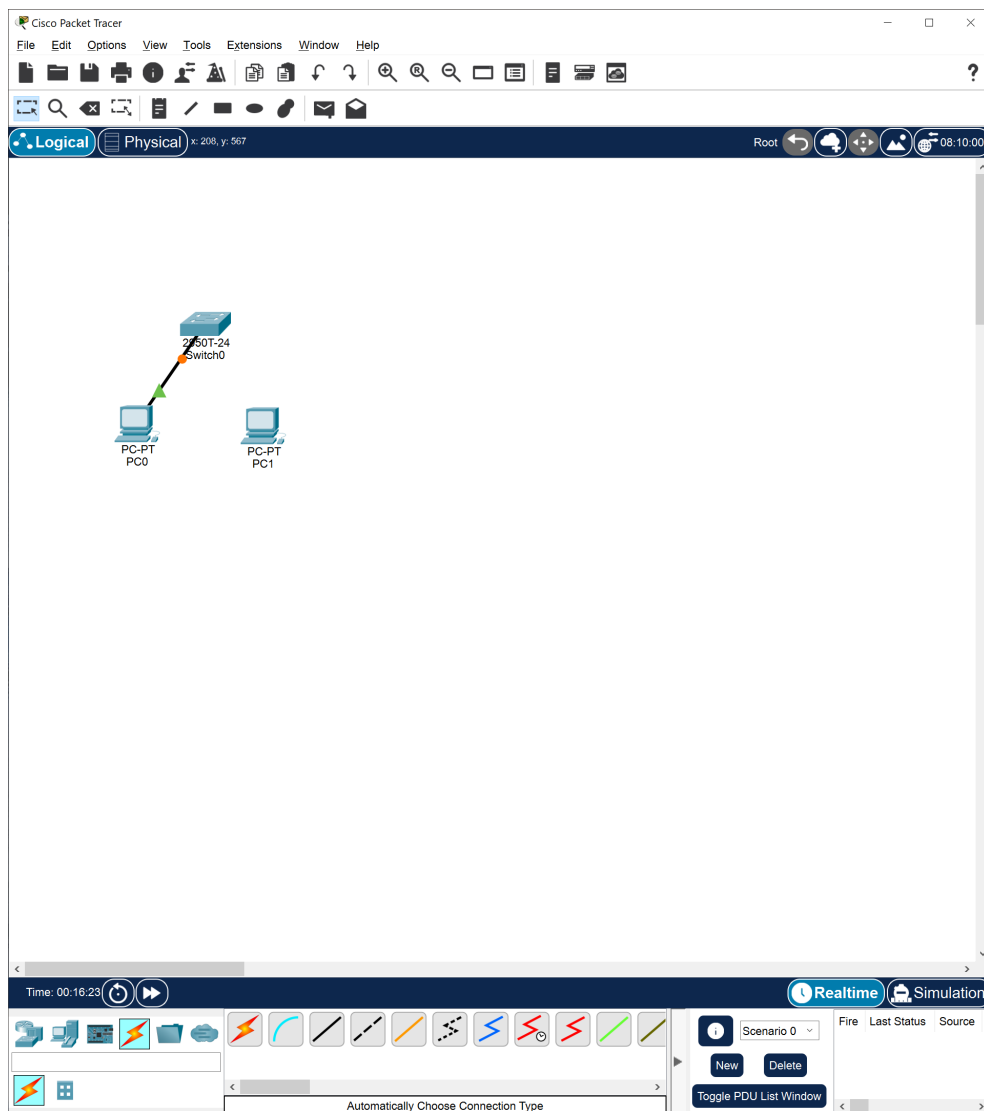 Cisco Packet Tracer
File Edit Options View Tools Extensions Window Help
?
Logical Physical x: 208, y: 567 Root 08:10:00
2950T-24
Switch0
PC-PT
PC0
PC-PT
PC1
Time: 00:16:23 Realtime Simulation
Scenario 0
Fire Last Status Source
New Delete
Toggle PDU List Window
Automatically Choose Connection Type